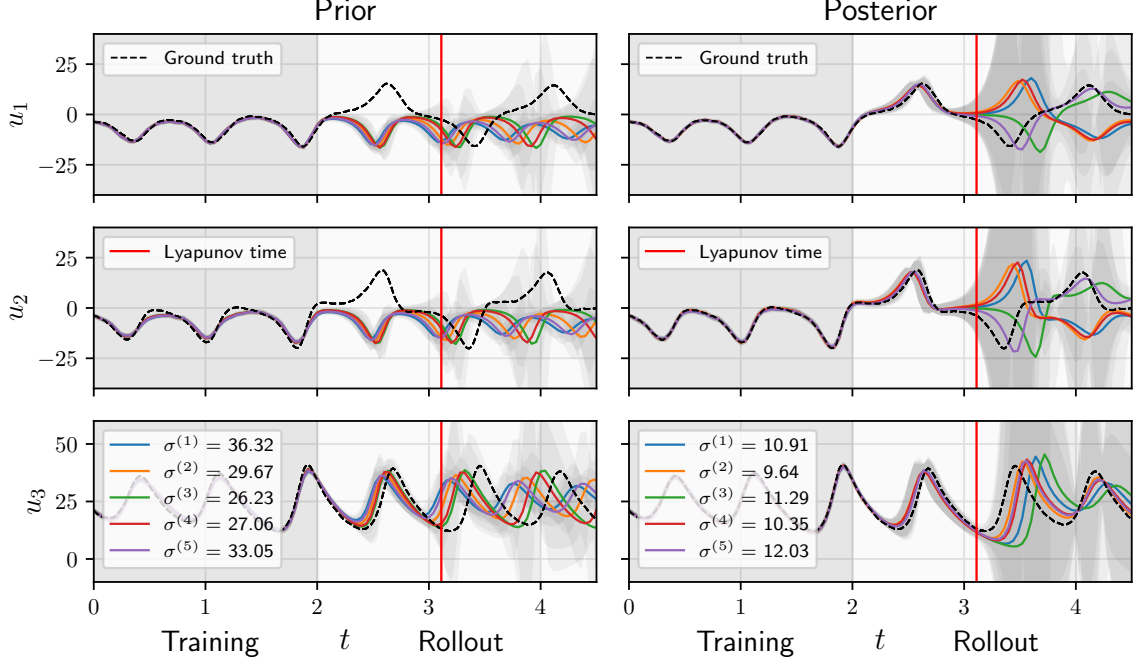 Prior Posterior
25 Ground truth Ground truth
u₁ 0
−25
25 Lyapunov time Lyapunov time
u₂ 0
−25
50 σ⁽¹⁾ = 36.32 σ⁽¹⁾ = 10.91
σ⁽²⁾ = 29.67 σ⁽²⁾ = 9.64
u₃ 25 σ⁽³⁾ = 26.23 σ⁽³⁾ = 11.29
σ⁽⁴⁾ = 27.06 σ⁽⁴⁾ = 10.35
0 σ⁽⁵⁾ = 33.05 σ⁽⁵⁾ = 12.03
0 1 2 3 4 0 1 2 3 4
Training t Rollout Training t Rollout